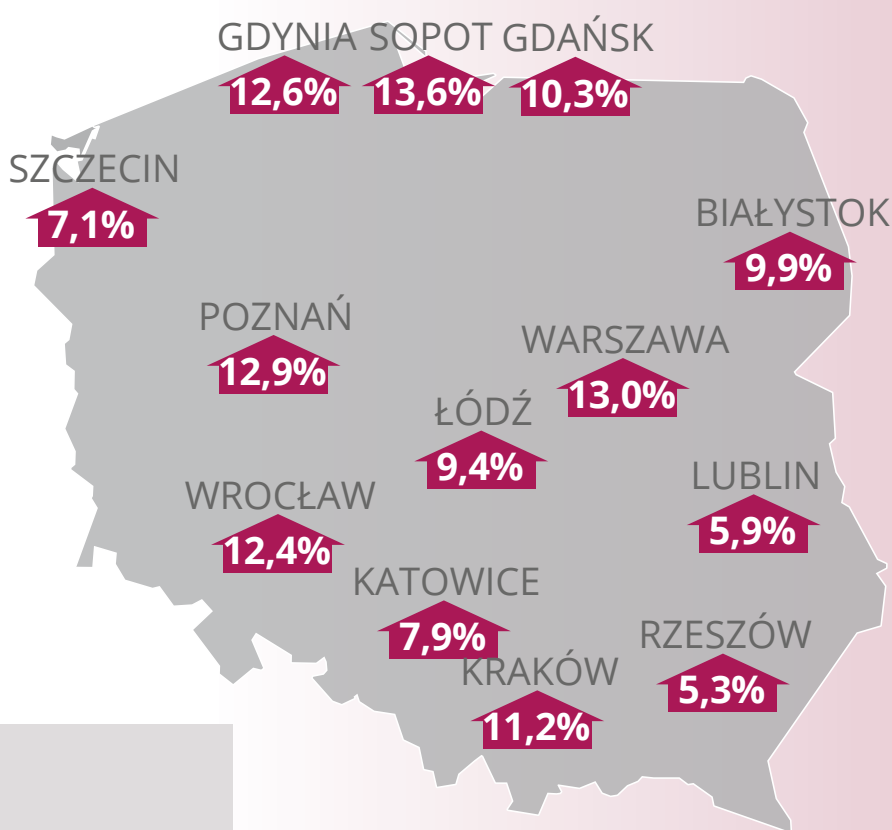 GDYNIA SOPOT GDAŃSK
12,6% 13,6% 10,3%
SZCZECIN
7,1%
BIAŁYSTOK
9,9%
POZNAŃ
12,9%
WARSZAWA
13,0%
ŁÓDŹ
9,4%
LUBLIN
5,9%
WROCŁAW
12,4%
KATOWICE
7,9%
RZESZÓW
5,3%
KRAKÓW
11,2%